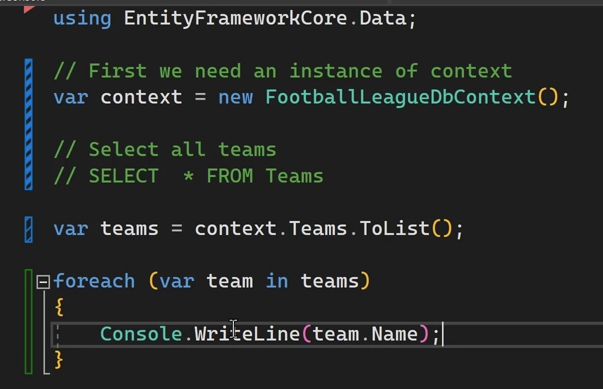 using EntityFrameworkCore.Data;
// First we need an instance of context
var context = new FootballLeagueDbContext();
// Select all teams
// SELECT  * FROM Teams
var teams = context.Teams.ToList();
foreach (var team in teams)
{
Console.WriteLine(team.Name);
}